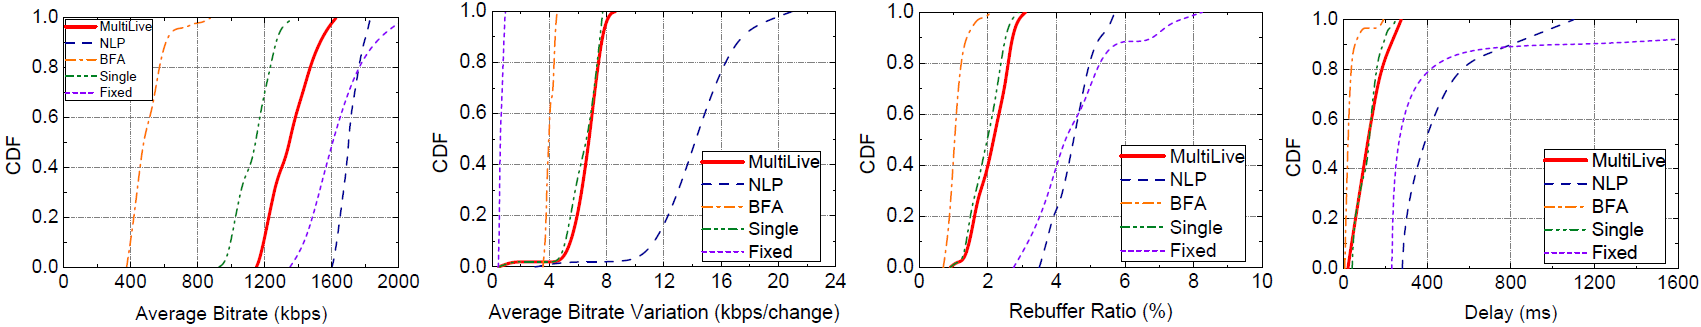 CDF
1.0
0.8
0.6
0.4
0.2
0.0
MultiLive
NLP
BFA
Single
Fixed
0 400 800 1200 1600 2000
Average Bitrate (kbps)
CDF
1.0
0.8
0.6
0.4
0.2
0.0
MultiLive
NLP
BFA
Single
Fixed
0 4 8 12 16 20 24
Average Bitrate Variation (kbps/change)
CDF
1.0
0.8
0.6
0.4
0.2
0.0
MultiLive
NLP
BFA
Single
Fixed
0 2 4 6 8 10
Rebuffer Ratio (%)
CDF
1.0
0.8
0.6
0.4
0.2
0.0
MultiLive
NLP
BFA
Single
Fixed
0 400 800 1200 1600
Delay (ms)